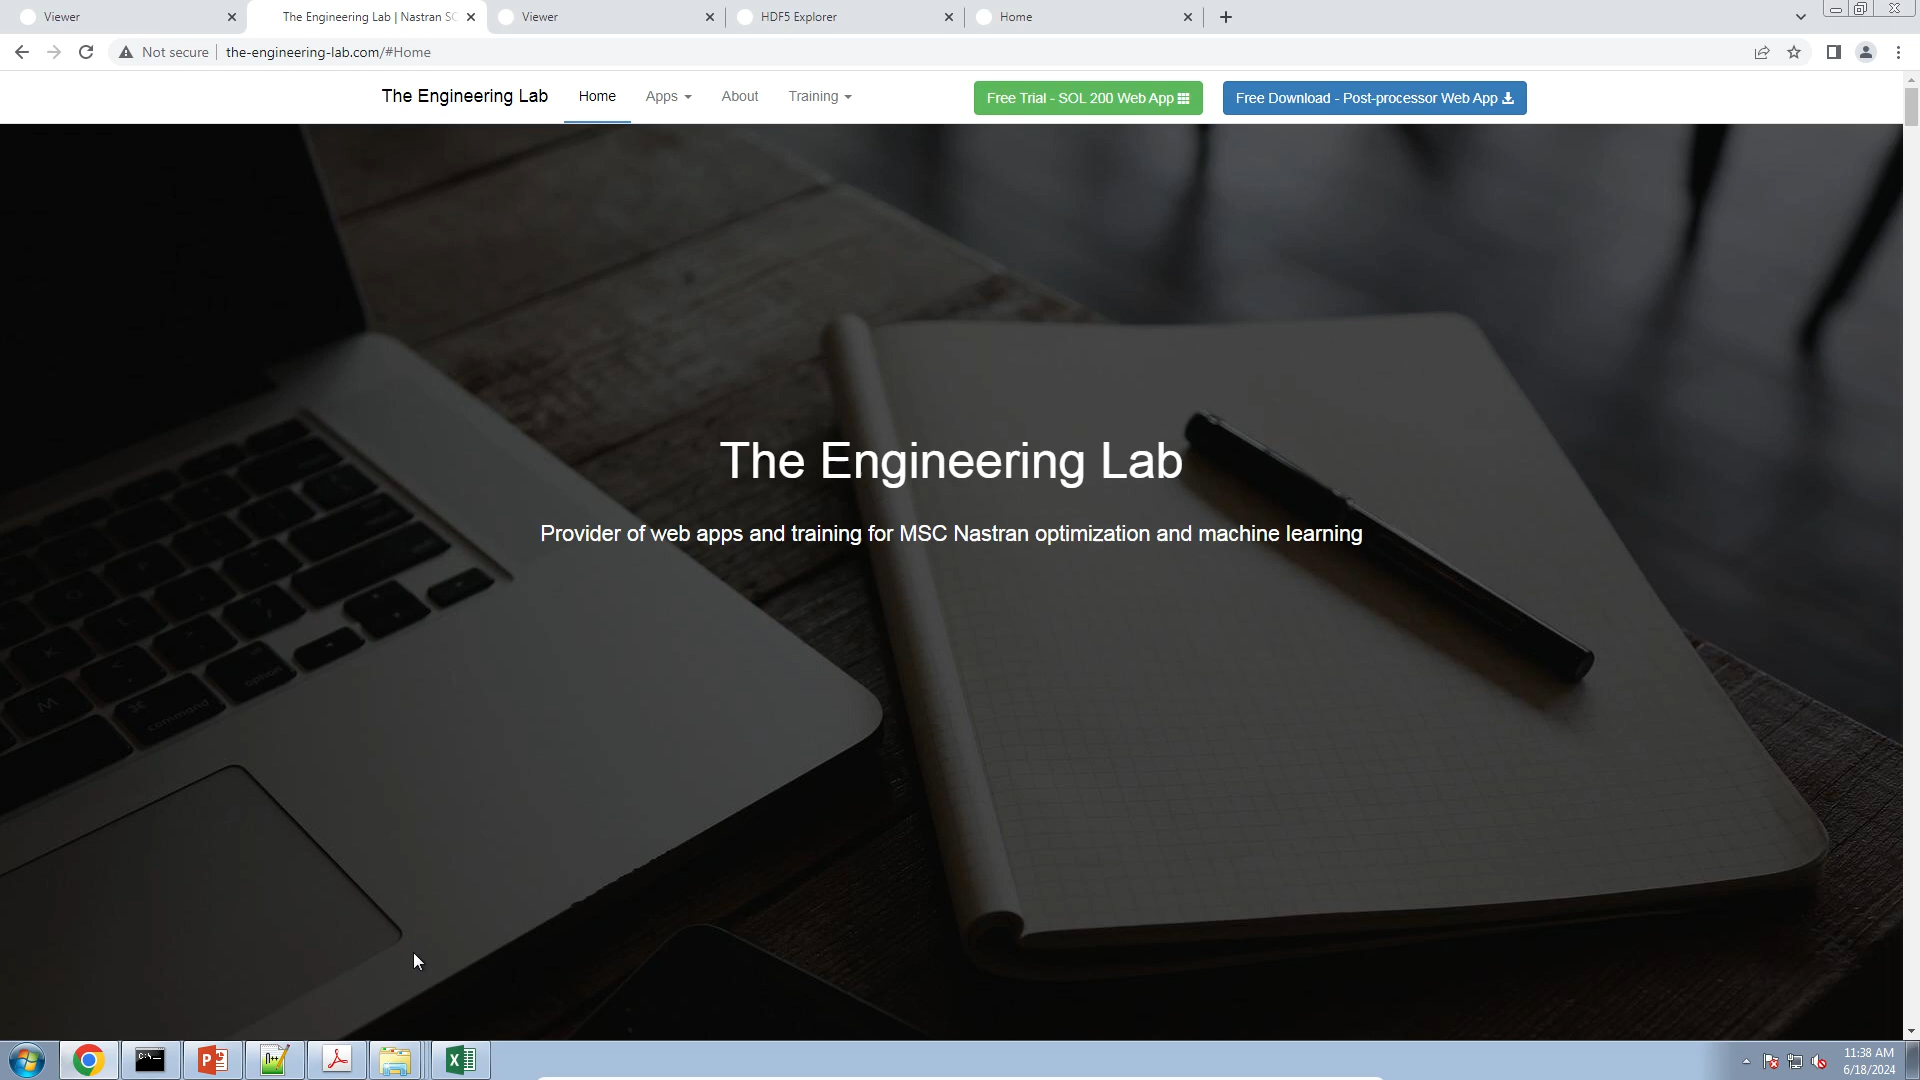 Viewer
The Engineering Lab | Nastran SC
Viewer
HDF5 Explorer
Home
Not secure
the-engineering-lab.com/#Home
The Engineering Lab
Home
Apps
About
Training
Free Trial - SOL 200 Web App
Free Download - Post-processor Web App
The Engineering Lab
Provider of web apps and training for MSC Nastran optimization and machine learning
option
command
M
11:38 AM
6/18/2024